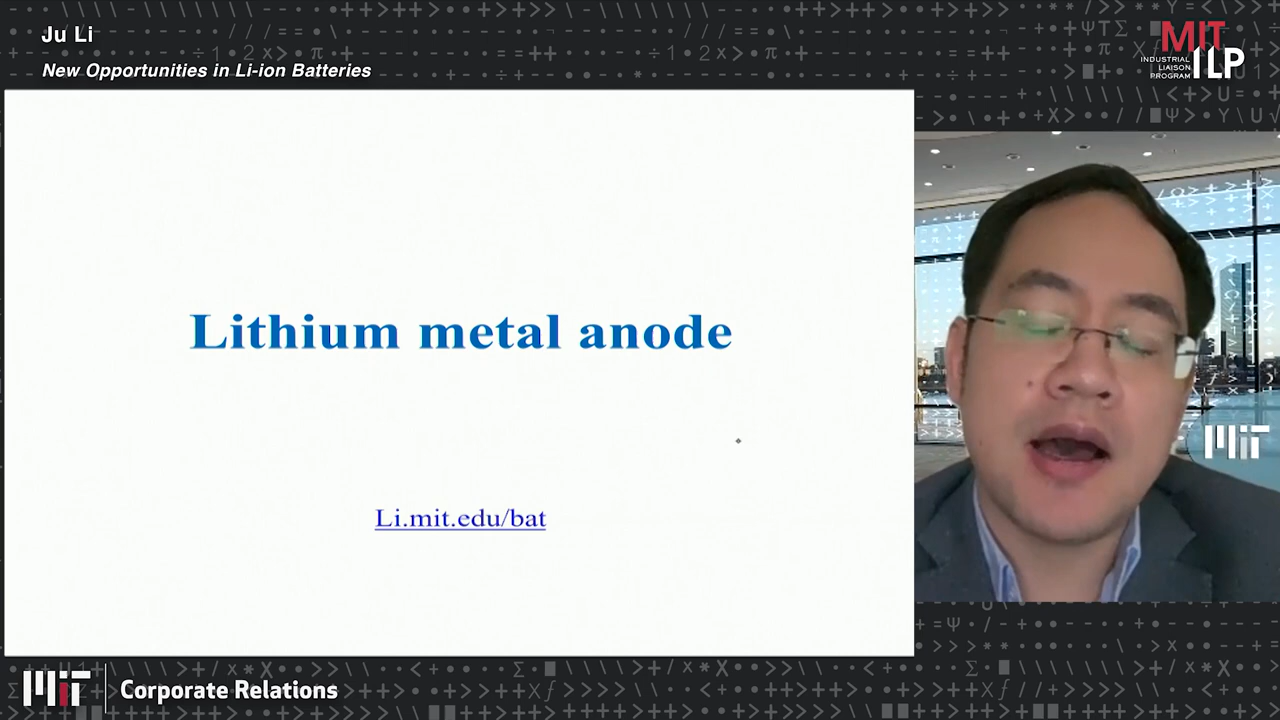 Ju Li
New Opportunities in Li-ion Batteries
MIT
INDUSTRIAL
LIAISON
PROGRAM
ILP
Lithium metal anode
Li.mit.edu/bat
MIT
MIT
Corporate Relations